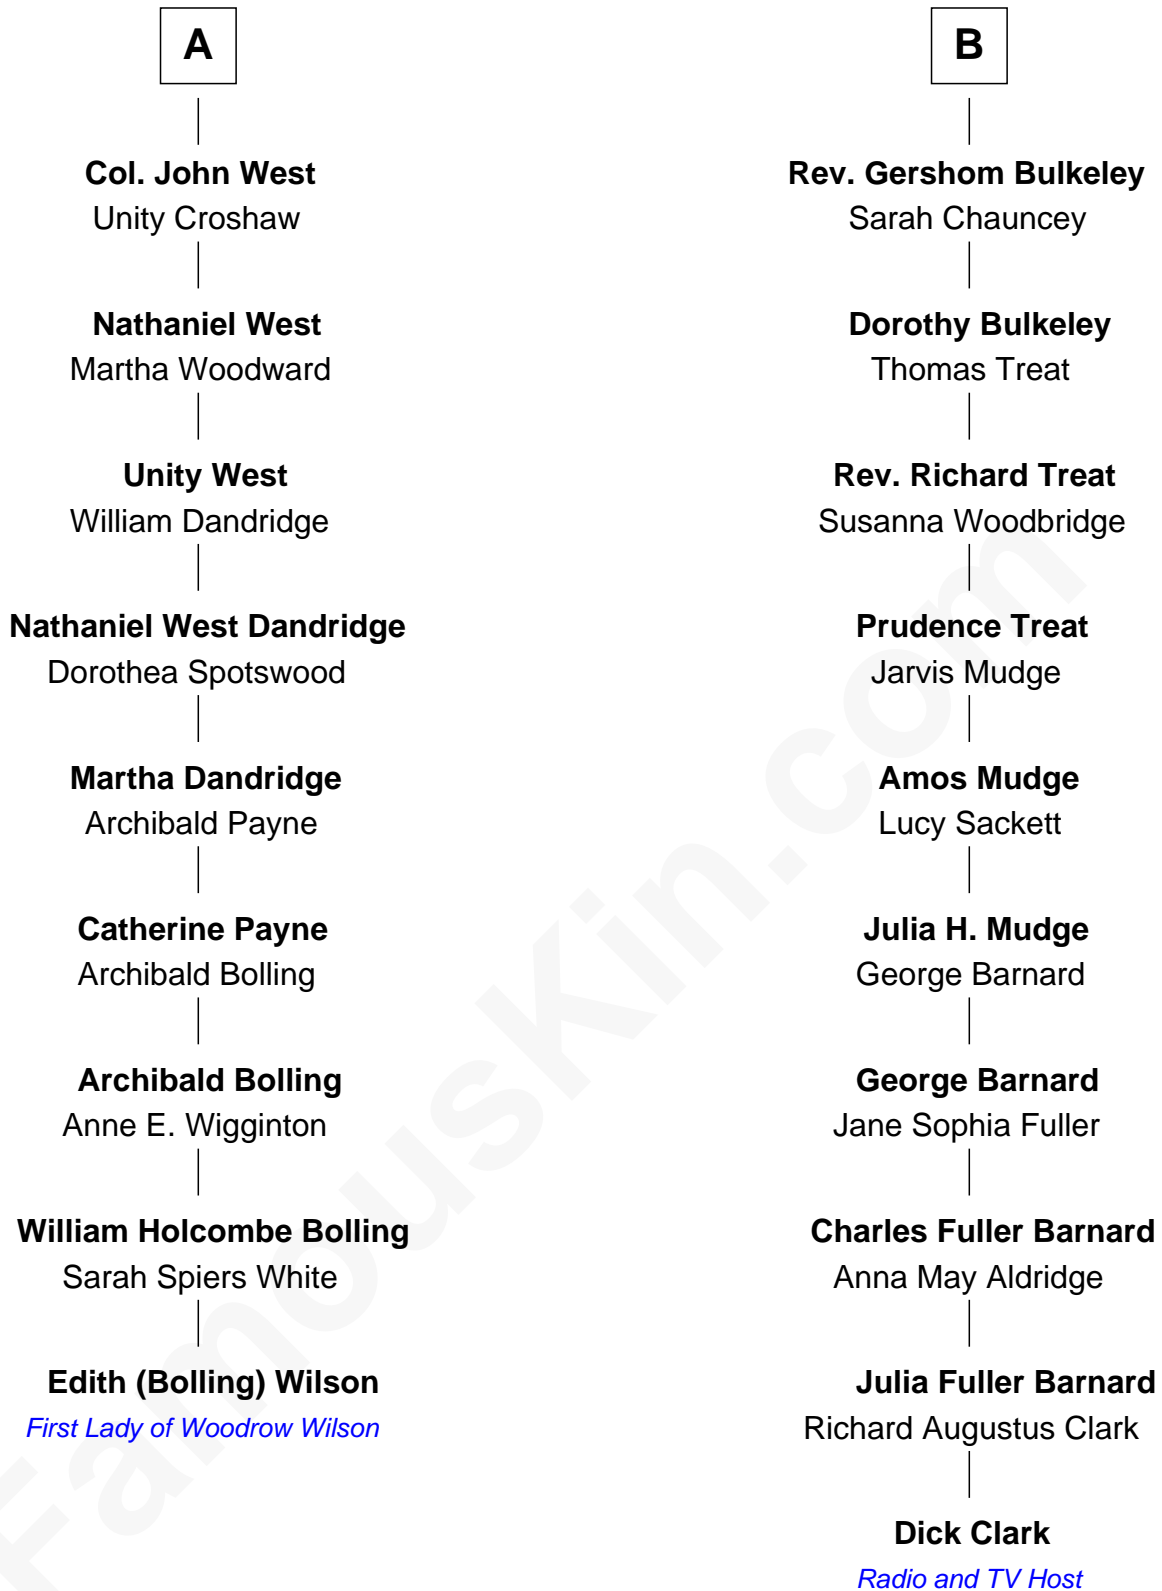 A
Col. John West
Unity Croshaw
Nathaniel West
Martha Woodward
Unity West
William Dandridge
Nathaniel West Dandridge
Dorothea Spotswood
Martha Dandridge
Archibald Payne
Catherine Payne
Archibald Bolling
Archibald Bolling
Anne E. Wigginton
William Holcombe Bolling
Sarah Spiers White
Edith (Bolling) Wilson
First Lady of Woodrow Wilson
B
Rev. Gershom Bulkeley
Sarah Chauncey
Dorothy Bulkeley
Thomas Treat
Rev. Richard Treat
Susanna Woodbridge
Prudence Treat
Jarvis Mudge
Amos Mudge
Lucy Sackett
Julia H. Mudge
George Barnard
George Barnard
Jane Sophia Fuller
Charles Fuller Barnard
Anna May Aldridge
Julia Fuller Barnard
Richard Augustus Clark
Dick Clark
Radio and TV Host
FamousKin.com